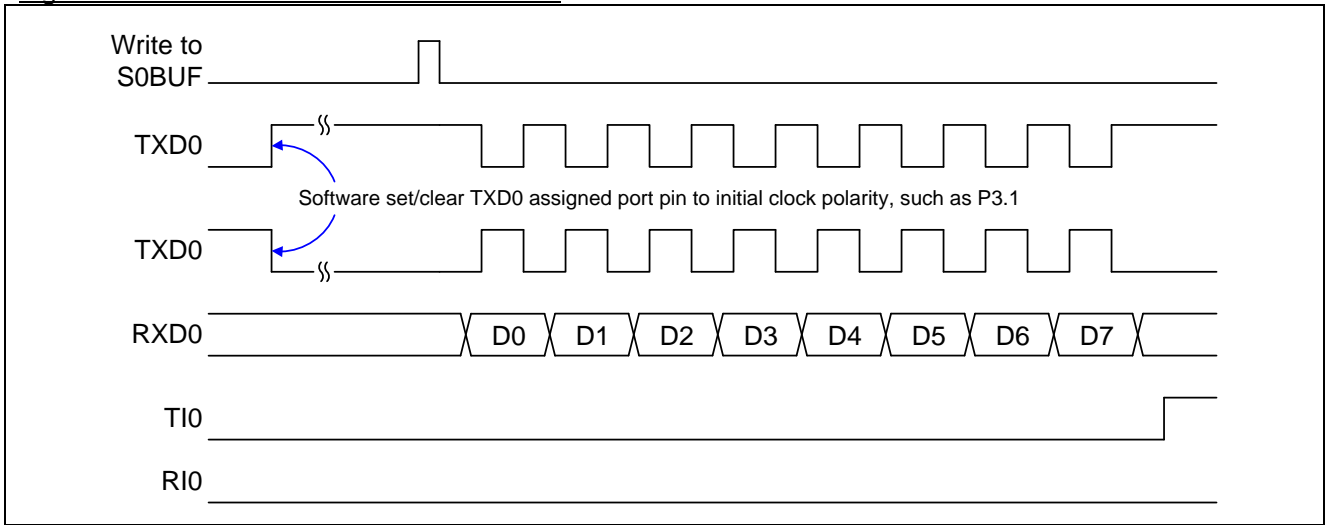 Write to
S0BUF
TXD0
Software set/clear TXD0 assigned port pin to initial clock polarity, such as P3.1
TXD0
RXD0 D0 D1 D2 D3 D4 D5 D6 D7
TI0
RI0